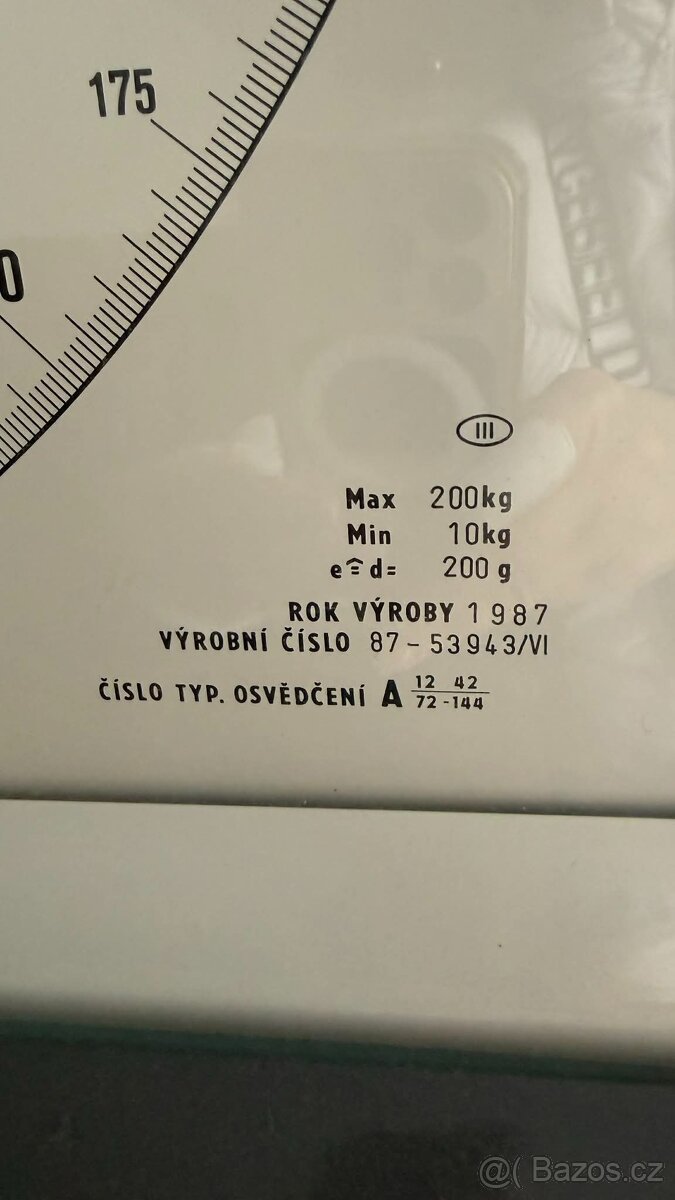 175
0
III
Max 200kg
Min 10kg
e≙d= 200 g
ROK VÝROBY 1987
VÝROBNÍ ČÍSLO 87-53943/VI
ČÍSLO TYP. OSVĚDČENÍ A 12 42
72-144
@( Bazos.cz